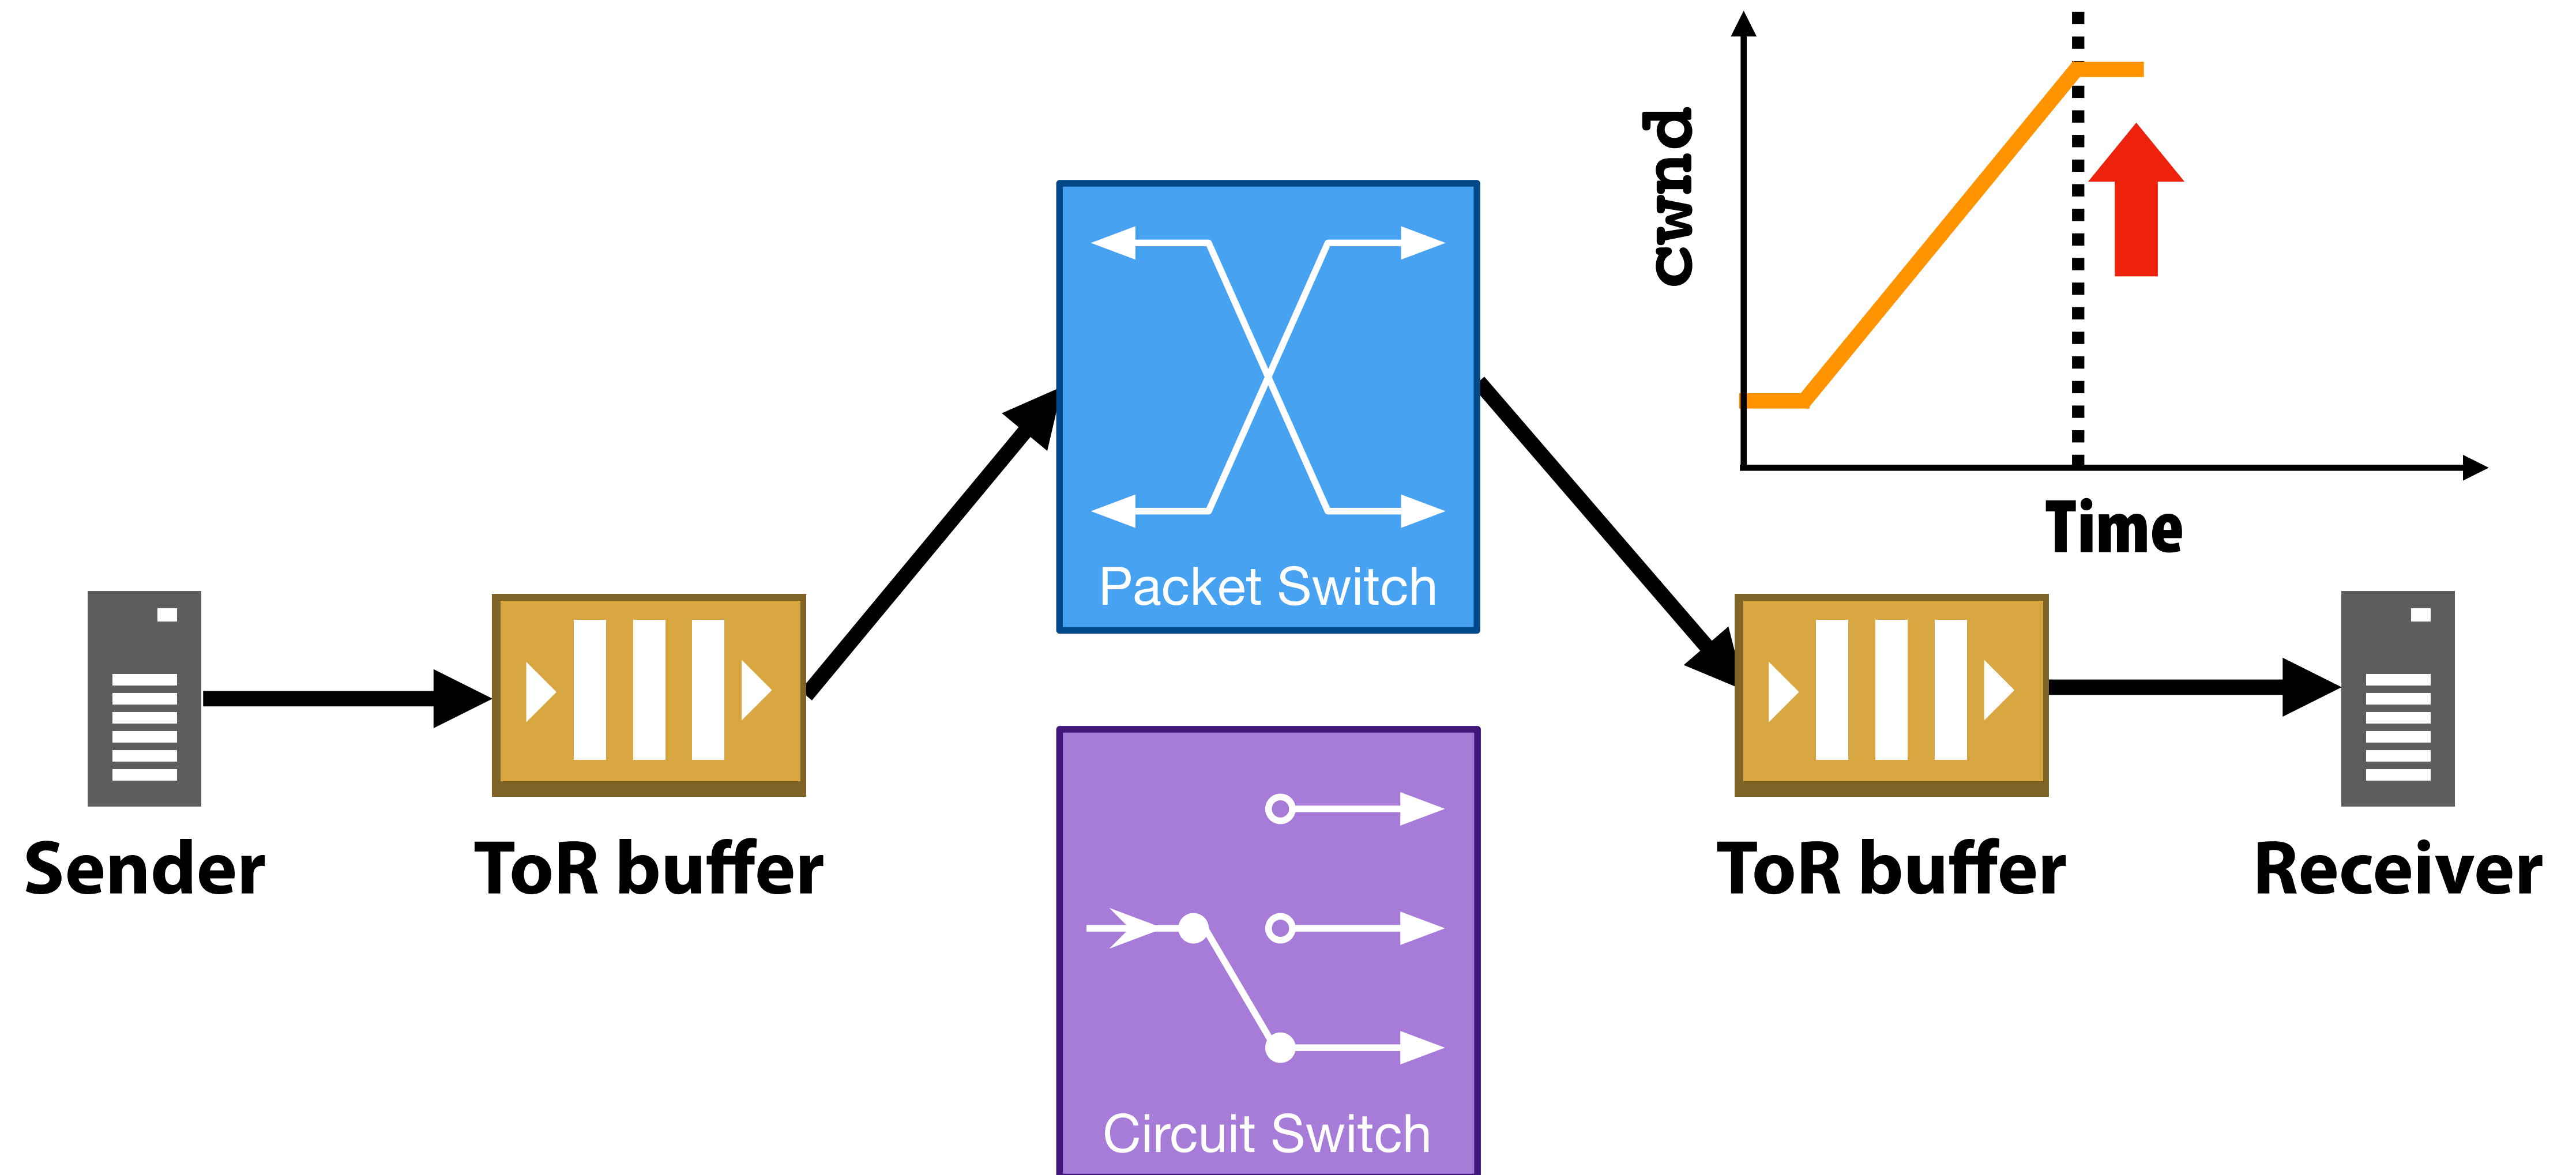 cwnd
Time
Packet Switch
Sender
ToR buffer
ToR buffer
Receiver
Circuit Switch